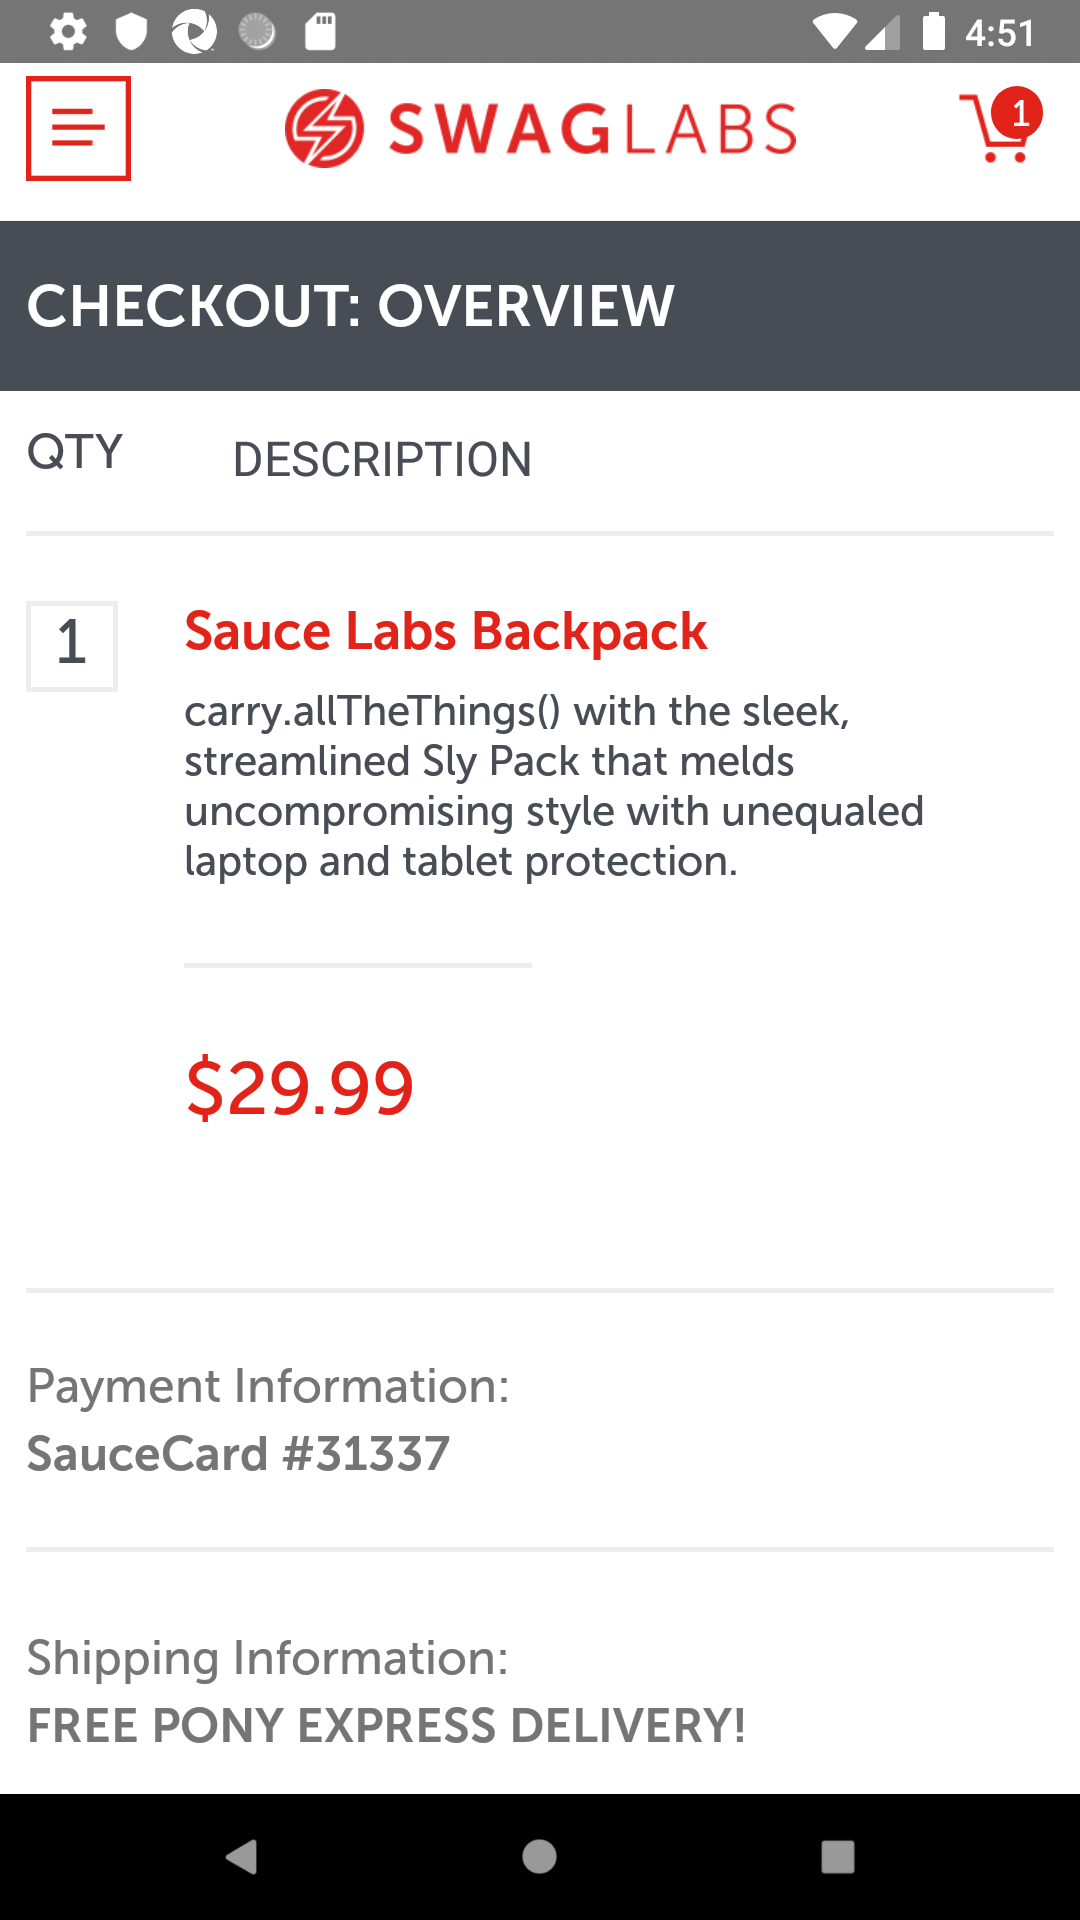 4:51
SWAGLABS
1
CHECKOUT: OVERVIEW
QTY DESCRIPTION
1
Sauce Labs Backpack
carry.allTheThings() with the sleek,
streamlined Sly Pack that melds
uncompromising style with unequaled
laptop and tablet protection.
$29.99
Payment Information:
SauceCard #31337
Shipping Information:
FREE PONY EXPRESS DELIVERY!